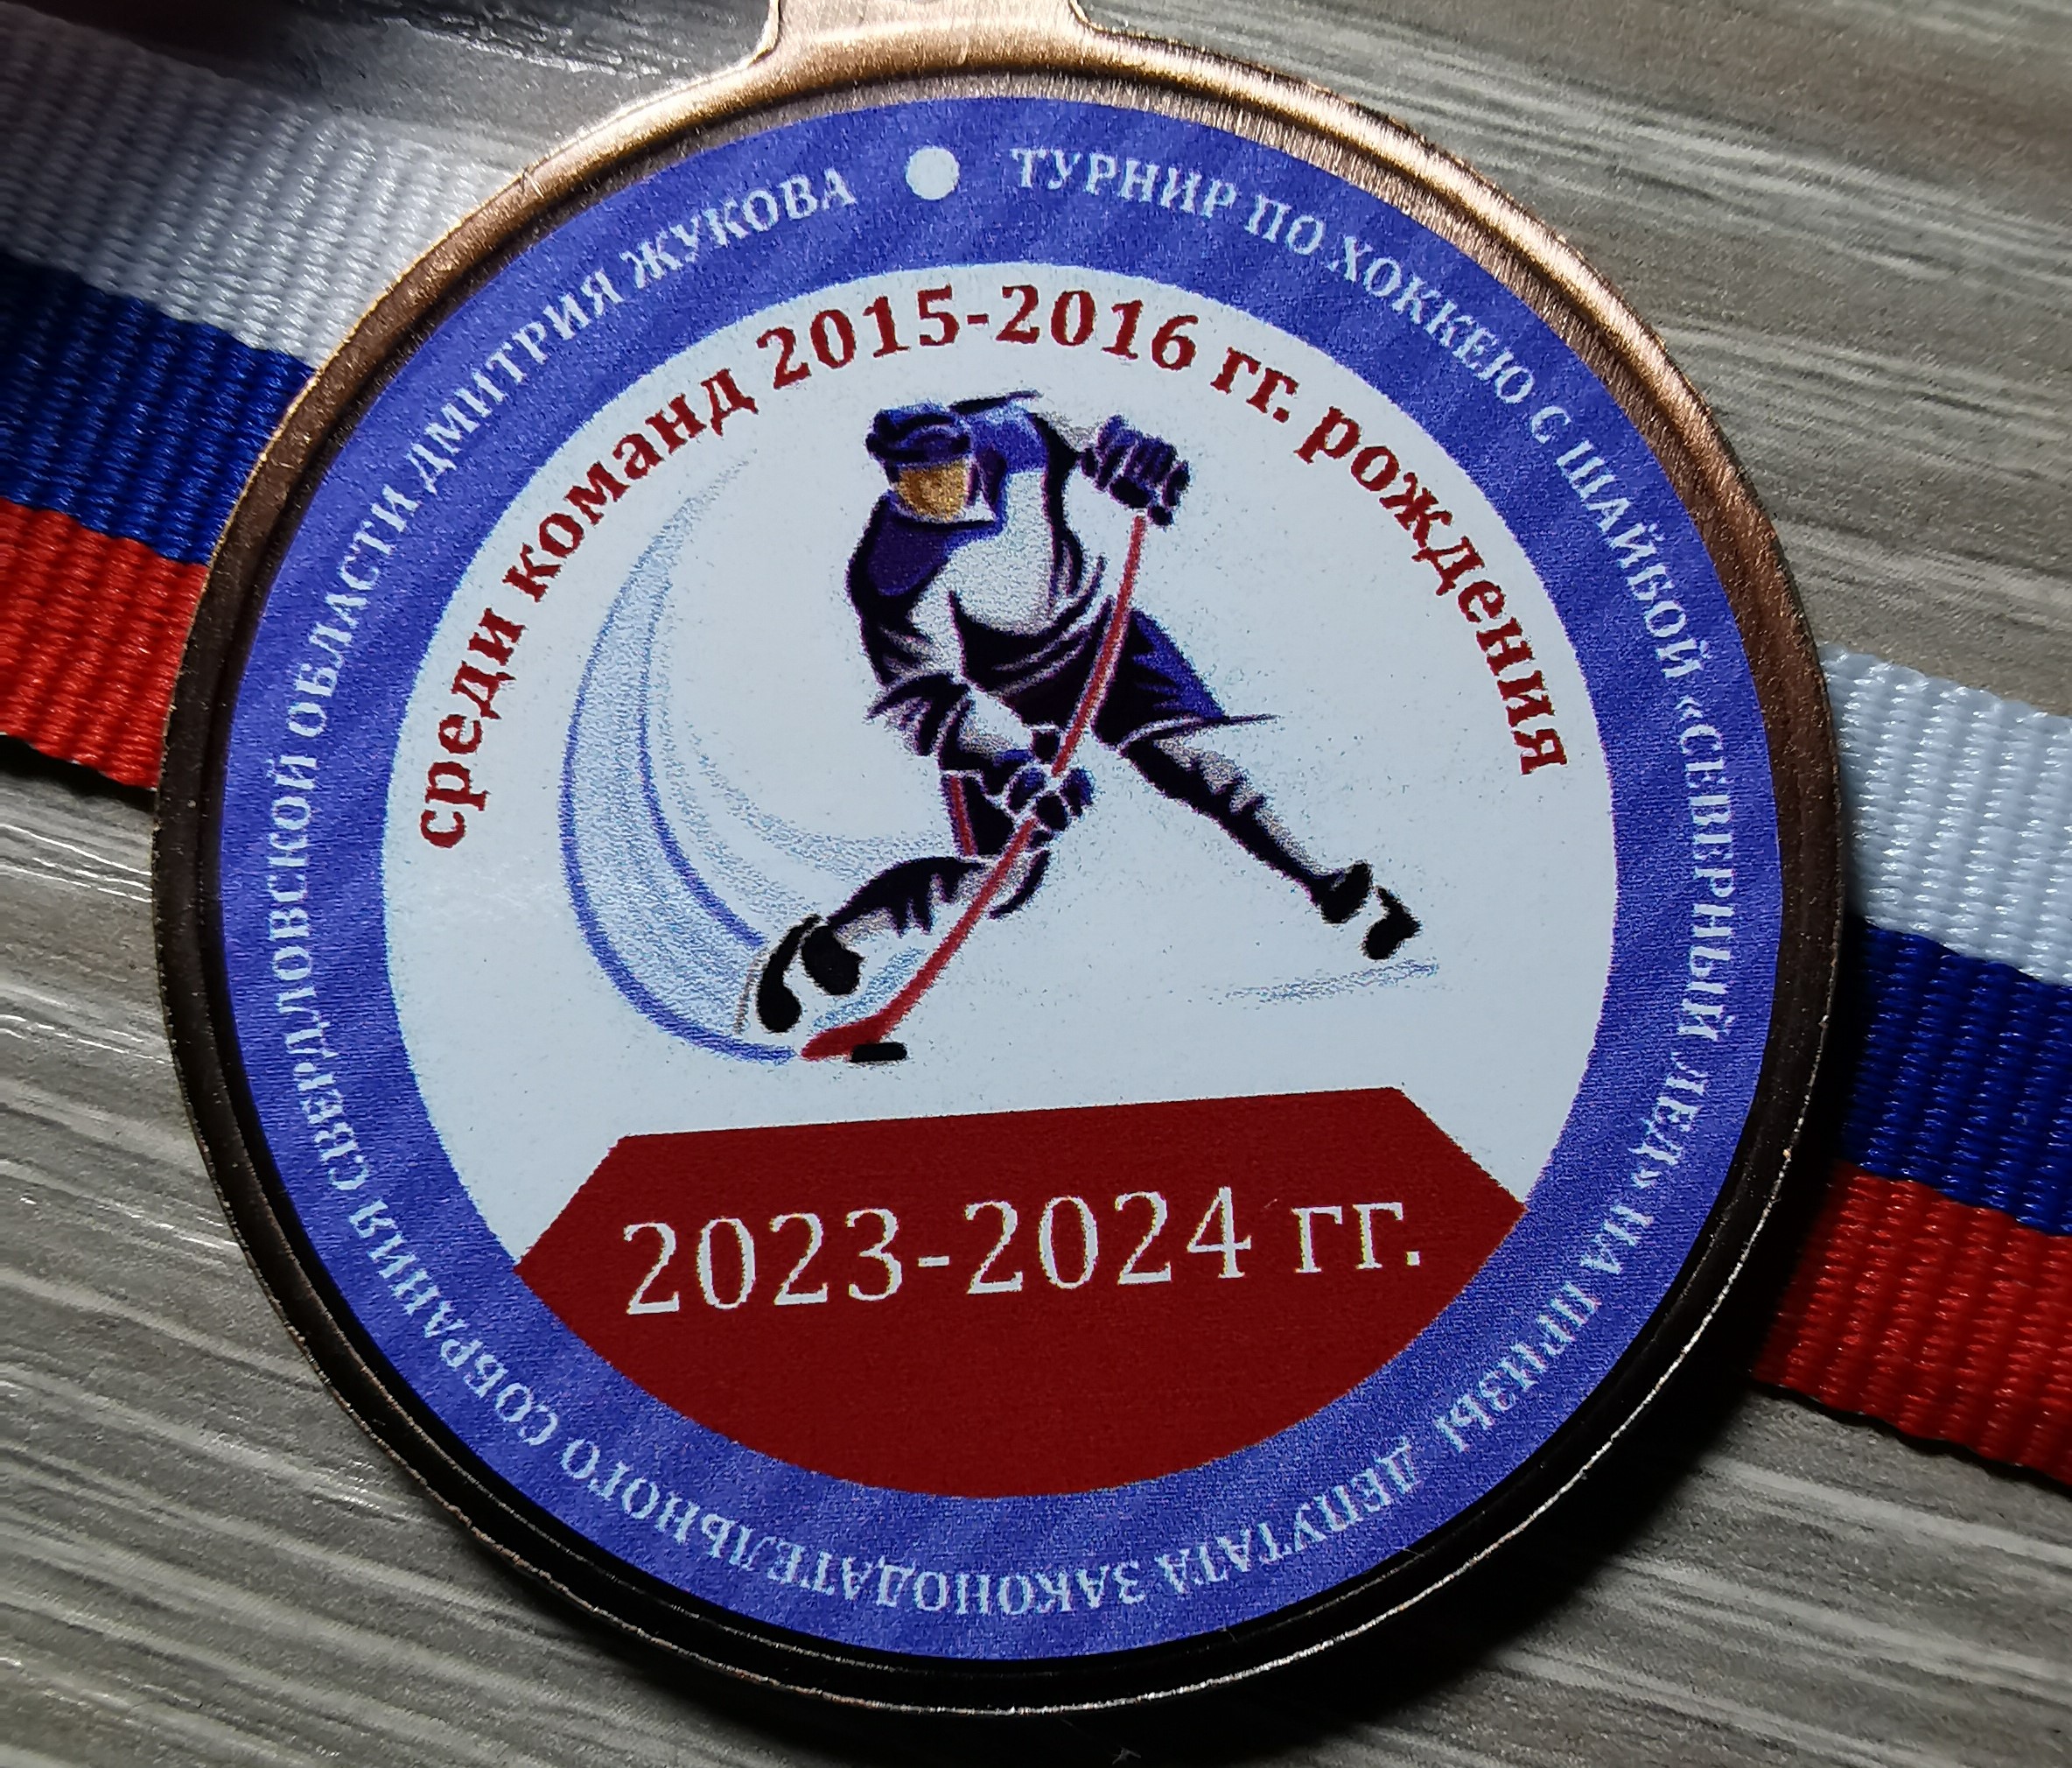 ТУРНИР ПО ХОККЕЮ С ШАЙБОЙ «СЕВЕРНЫЙ ЛЕД» НА ПРИЗЫ ДЕПУТАТА ЗАКОНОДАТЕЛЬНОГО СОБРАНИЯ СВЕРДЛОВСКОЙ ОБЛАСТИ ДМИТРИЯ ЖУКОВА
среди команд 2015-2016 гг. рождения
2023-2024 гг.